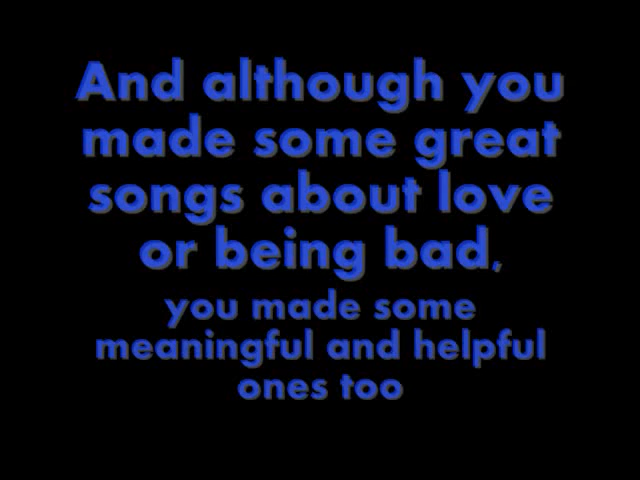 And although you
made some great
songs about love
or being bad,
you made some
meaningful and helpful
ones too